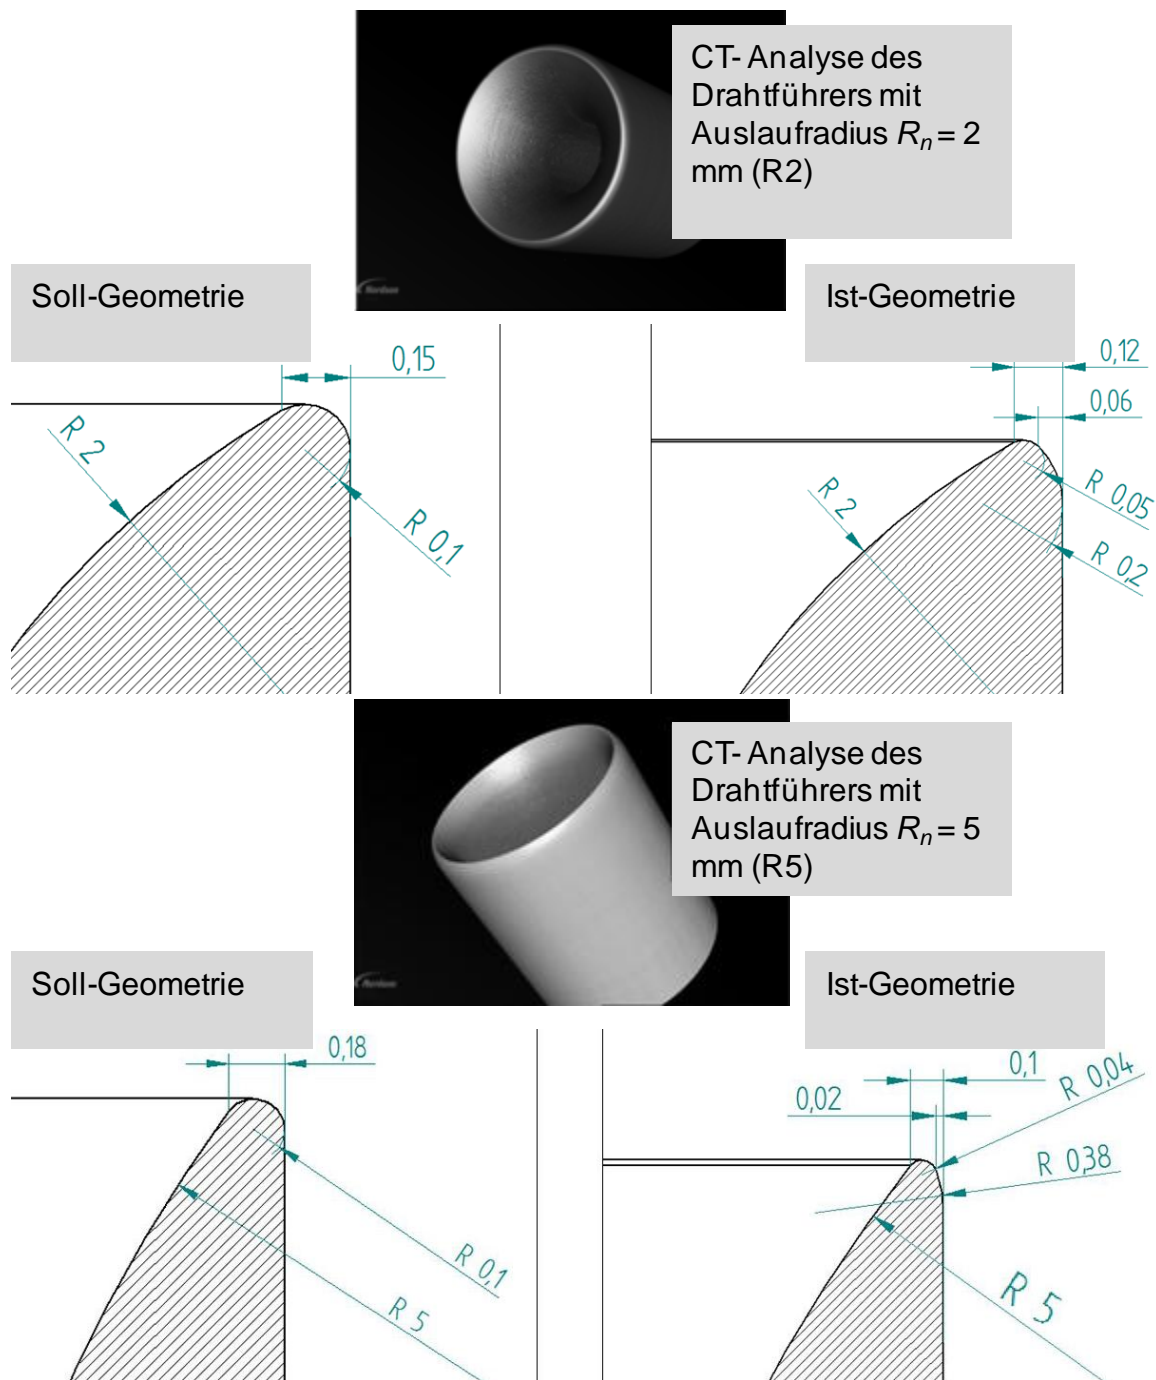 CT- Analyse des
Drahtführers mit
Auslaufradius Rn = 2
mm (R2)
Nordson
Soll-Geometrie
Ist-Geometrie
0,15
R 2
R 0,1
0,12
0,06
R 2
R 0,05
R 0,2
CT- Analyse des
Drahtführers mit
Auslaufradius Rn = 5
mm (R5)
Nordson
Soll-Geometrie
Ist-Geometrie
0,18
R 0,1
R 5
0,1
0,02
R 0,04
R 0,38
R 5